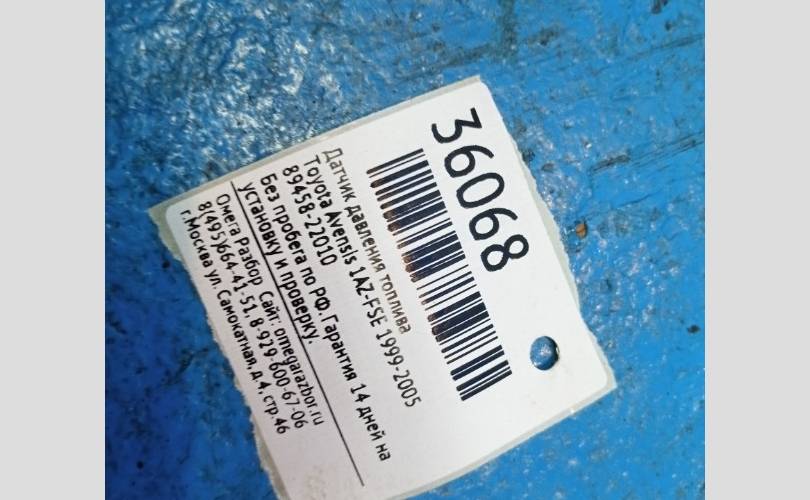 36068
Датчик давления топлива
Toyota Avensis 1AZ-FSE 1999-2005
89458-22010
Без пробега по РФ. Гарантия 14 дней на
установку и проверку.
Омега Разбор Сайт: omegarazbor.ru
8(495)664-41-51, 8-929-600-67-06
г.Москва ул. Самокатная, д.4, стр.46